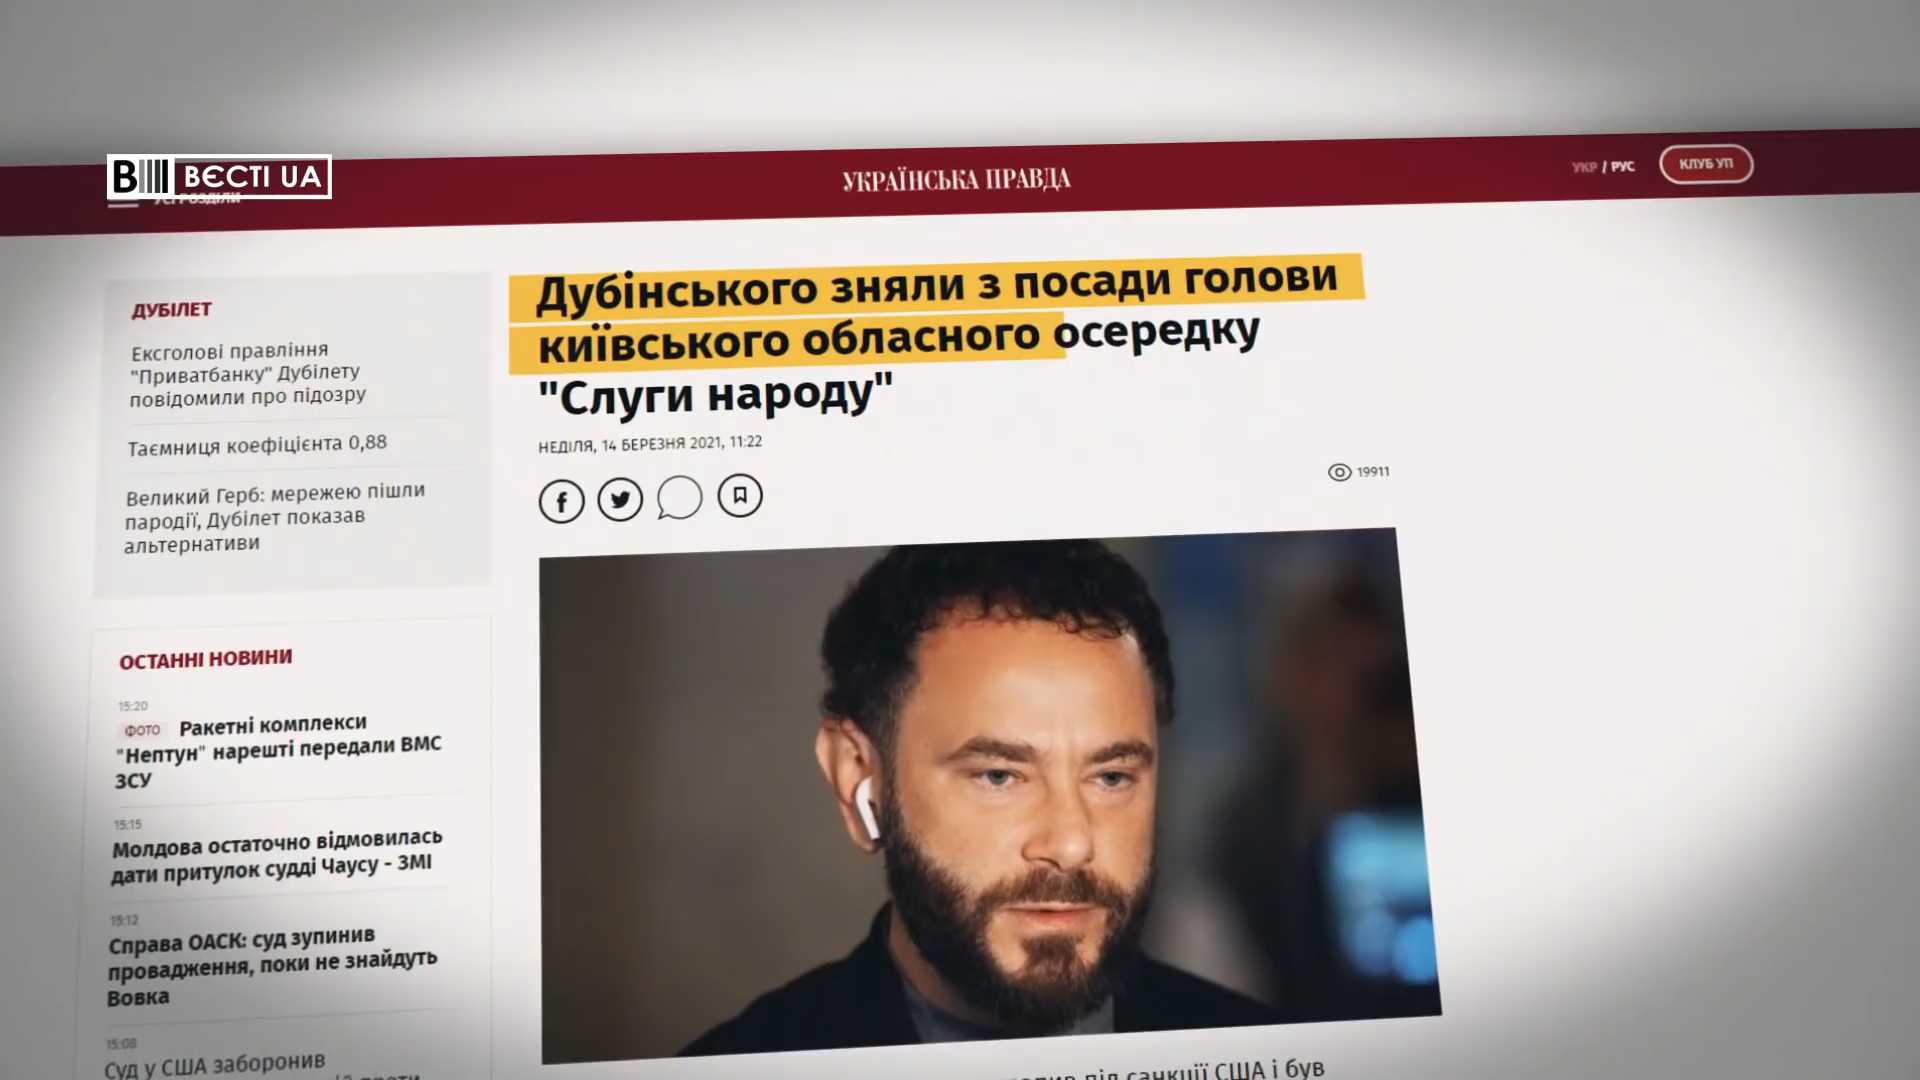 В ВЄСТІ UA
УСІ РОЗДІЛИ
УКРАЇНСЬКА ПРАВДА
УКР / РУС
КЛУБ УП
ДУБІЛЕТ
Ексголові правління
"Приватбанку" Дубілету
повідомили про підозру
Таємниця коефіцієнта 0,88
Великий Герб: мережею пішли
пародії, Дубілет показав
альтернативи
ОСТАННІ НОВИНИ
15:20
ФОТО Ракетні комплекси
"Нептун" нарешті передали ВМС
ЗСУ
15:15
Молдова остаточно відмовилась
дати притулок судді Чаусу - ЗМІ
15:12
Справа ОАСК: суд зупинив
провадження, поки не знайдуть
Вовка
15:08
Суд у США заборонив
Дубінського зняли з посади голови
київського обласного осередку
"Слуги народу"
НЕДІЛЯ, 14 БЕРЕЗНЯ 2021, 11:22
19911
під санкції США і був